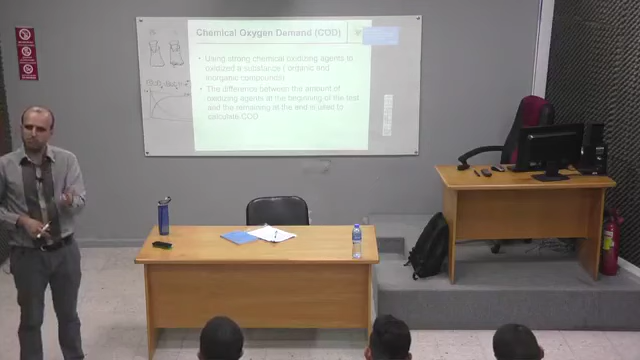 Chemical Oxygen Demand (COD)
• Using strong chemical oxidizing agents to
oxidized a substance ( organic and
inorganic compounds)
• The difference between the amount of
oxidizing agents at the beginning of the test
and the remaining at the end is used to
calculate COD